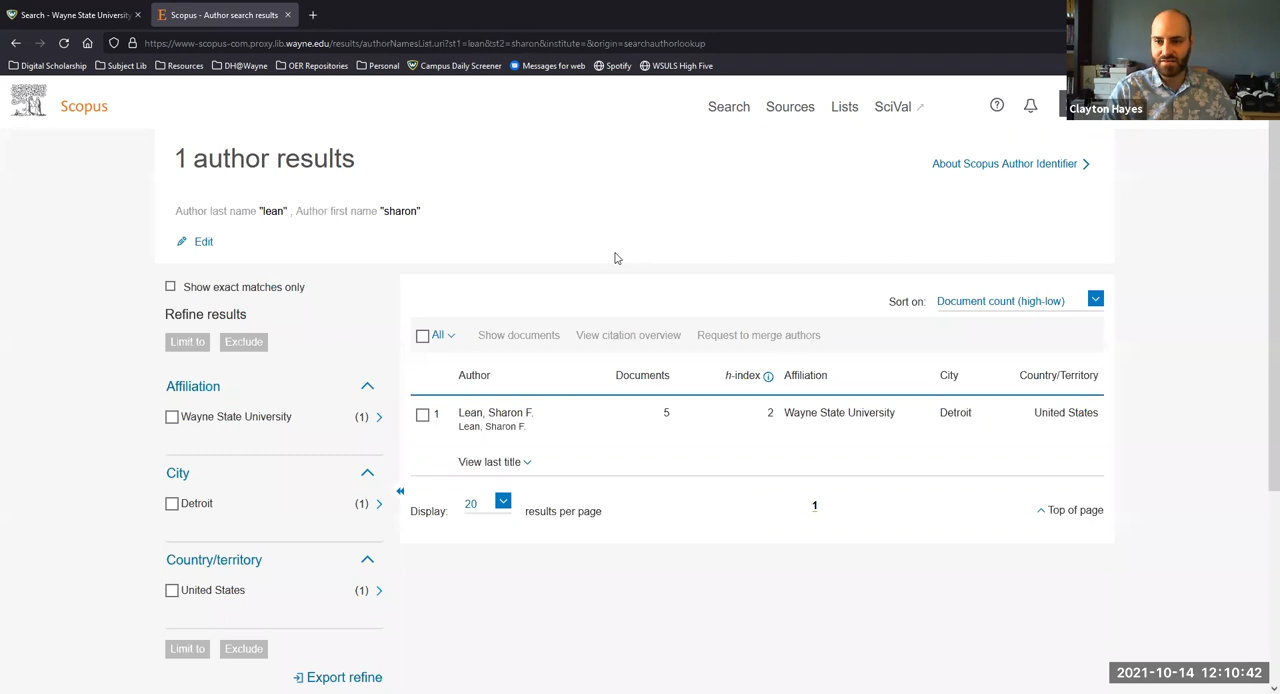 Search - Wayne State University
Scopus - Author search results
https://www-scopus-com.proxy.lib.wayne.edu/results/authorNamesList.uri?st1=lean&st2=sharon&institute=&origin=searchauthorlookup
Digital Scholarship Subject Lib Resources DH@Wayne OER Repositories Personal Campus Daily Screener Messages for web Spotify WSULS High Five
Clayton Hayes
Scopus
Search Sources Lists SciVal
1 author results
About Scopus Author Identifier
Author last name "lean" , Author first name "sharon"
Edit
Show exact matches only
Refine results
Limit to Exclude
Affiliation
Wayne State University (1)
City
Detroit (1)
Country/territory
United States (1)
Limit to Exclude
Export refine
Sort on: Document count (high-low)
All Show documents View citation overview Request to merge authors
Author Documents h-index Affiliation City Country/Territory
1 Lean, Sharon F. 5 2 Wayne State University Detroit United States
Lean, Sharon F.
View last title
Display: 20 results per page 1 Top of page
2021-10-14 12:10:42